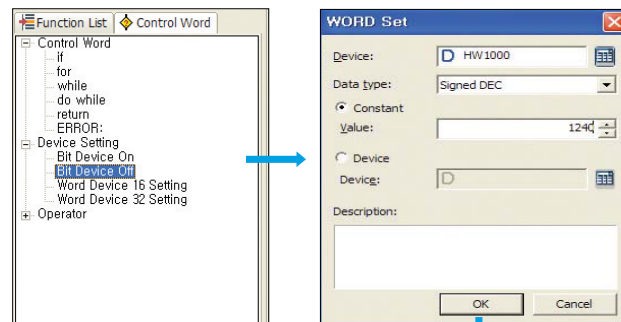 Function List Control Word
Control Word
if
for
while
do while
return
ERROR:
Device Setting
Bit Device On
Bit Device Off
Word Device 16 Setting
Word Device 32 Setting
Operator
WORD Set
Device: D HW1000
Data type: Signed DEC
Constant
Value: 1240
Device
Device: D
Description:
OK Cancel